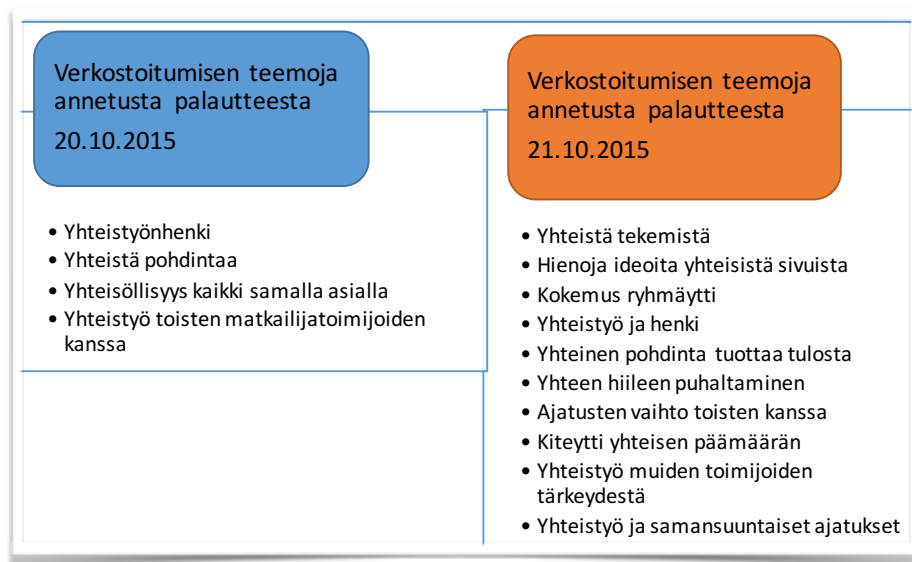 Verkostoitumisen teemoja
annetusta palautteesta
20.10.2015
• Yhteistyönhenki
• Yhteistä pohdintaa
• Yhteisöllisyys kaikki samalla asialla
• Yhteistyö toisten matkailijatoimijoiden
kanssa
Verkostoitumisen teemoja
annetusta palautteesta
21.10.2015
• Yhteistä tekemistä
• Hienoja ideoita yhteisistä sivuista
• Kokemus ryhmäytti
• Yhteistyö ja henki
• Yhteinen pohdinta tuottaa tulosta
• Yhteen hiileen puhaltaminen
• Ajatusten vaihto toisten kanssa
• Kiteytti yhteisen päämäärän
• Yhteistyö muiden toimijoiden
tärkeydestä
• Yhteistyö ja samansuuntaiset ajatukset